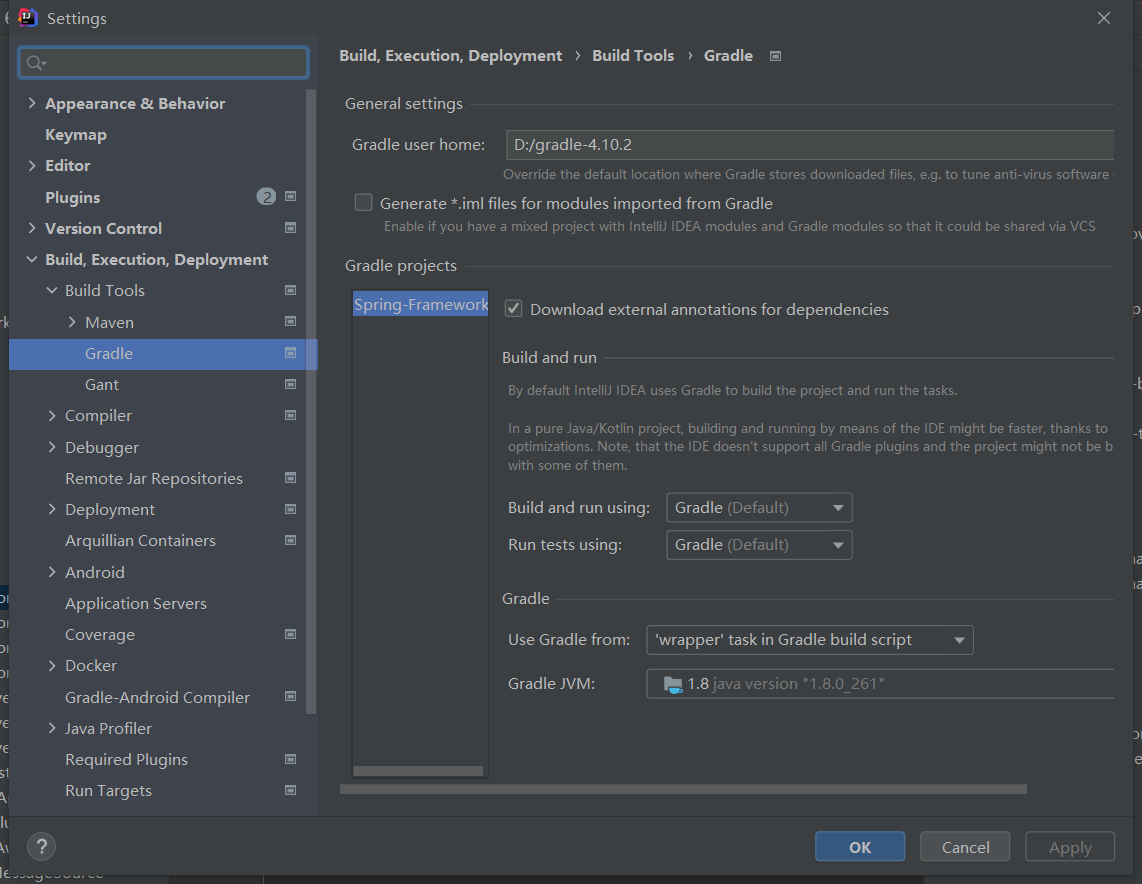 Settings
Appearance & Behavior
Keymap
Editor
Plugins 2
Version Control
Build, Execution, Deployment
Build Tools
Maven
Gradle
Gant
Compiler
Debugger
Remote Jar Repositories
Deployment
Arquillian Containers
Android
Application Servers
Coverage
Docker
Gradle-Android Compiler
Java Profiler
Required Plugins
Run Targets
Build, Execution, Deployment › Build Tools › Gradle
General settings
Gradle user home: D:/gradle-4.10.2
Override the default location where Gradle stores downloaded files, e.g. to tune anti-virus software
Generate *.iml files for modules imported from Gradle
Enable if you have a mixed project with IntelliJ IDEA modules and Gradle modules so that it could be shared via VCS
Gradle projects
Spring-Framework
Download external annotations for dependencies
Build and run
By default IntelliJ IDEA uses Gradle to build the project and run the tasks.
In a pure Java/Kotlin project, building and running by means of the IDE might be faster, thanks to
optimizations. Note, that the IDE doesn't support all Gradle plugins and the project might not be b
with some of them.
Build and run using: Gradle (Default)
Run tests using: Gradle (Default)
Gradle
Use Gradle from: 'wrapper' task in Gradle build script
Gradle JVM: 1.8 java version "1.8.0_261"
?
OK Cancel Apply